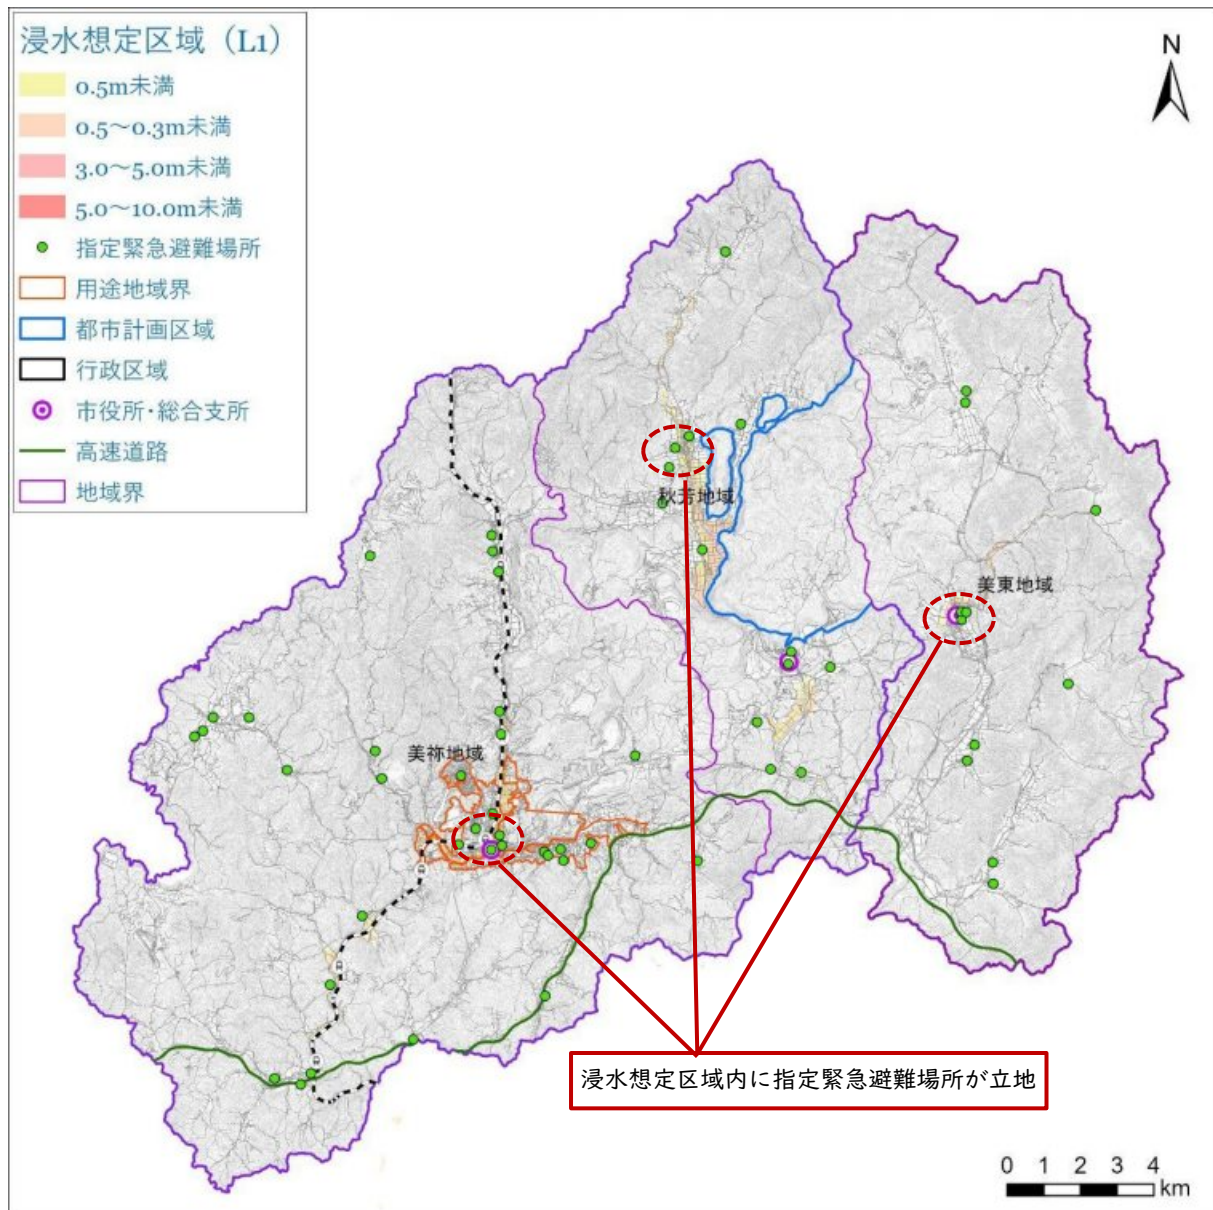 浸水想定区域（L1）
0.5m未満
0.5～0.3m未満
3.0～5.0m未満
5.0～10.0m未満
指定緊急避難場所
用途地域界
都市計画区域
行政区域
市役所・総合支所
高速道路
地域界
N
秋芳地域
美東地域
美祢地域
浸水想定区域内に指定緊急避難場所が立地
0 1 2 3 4
km